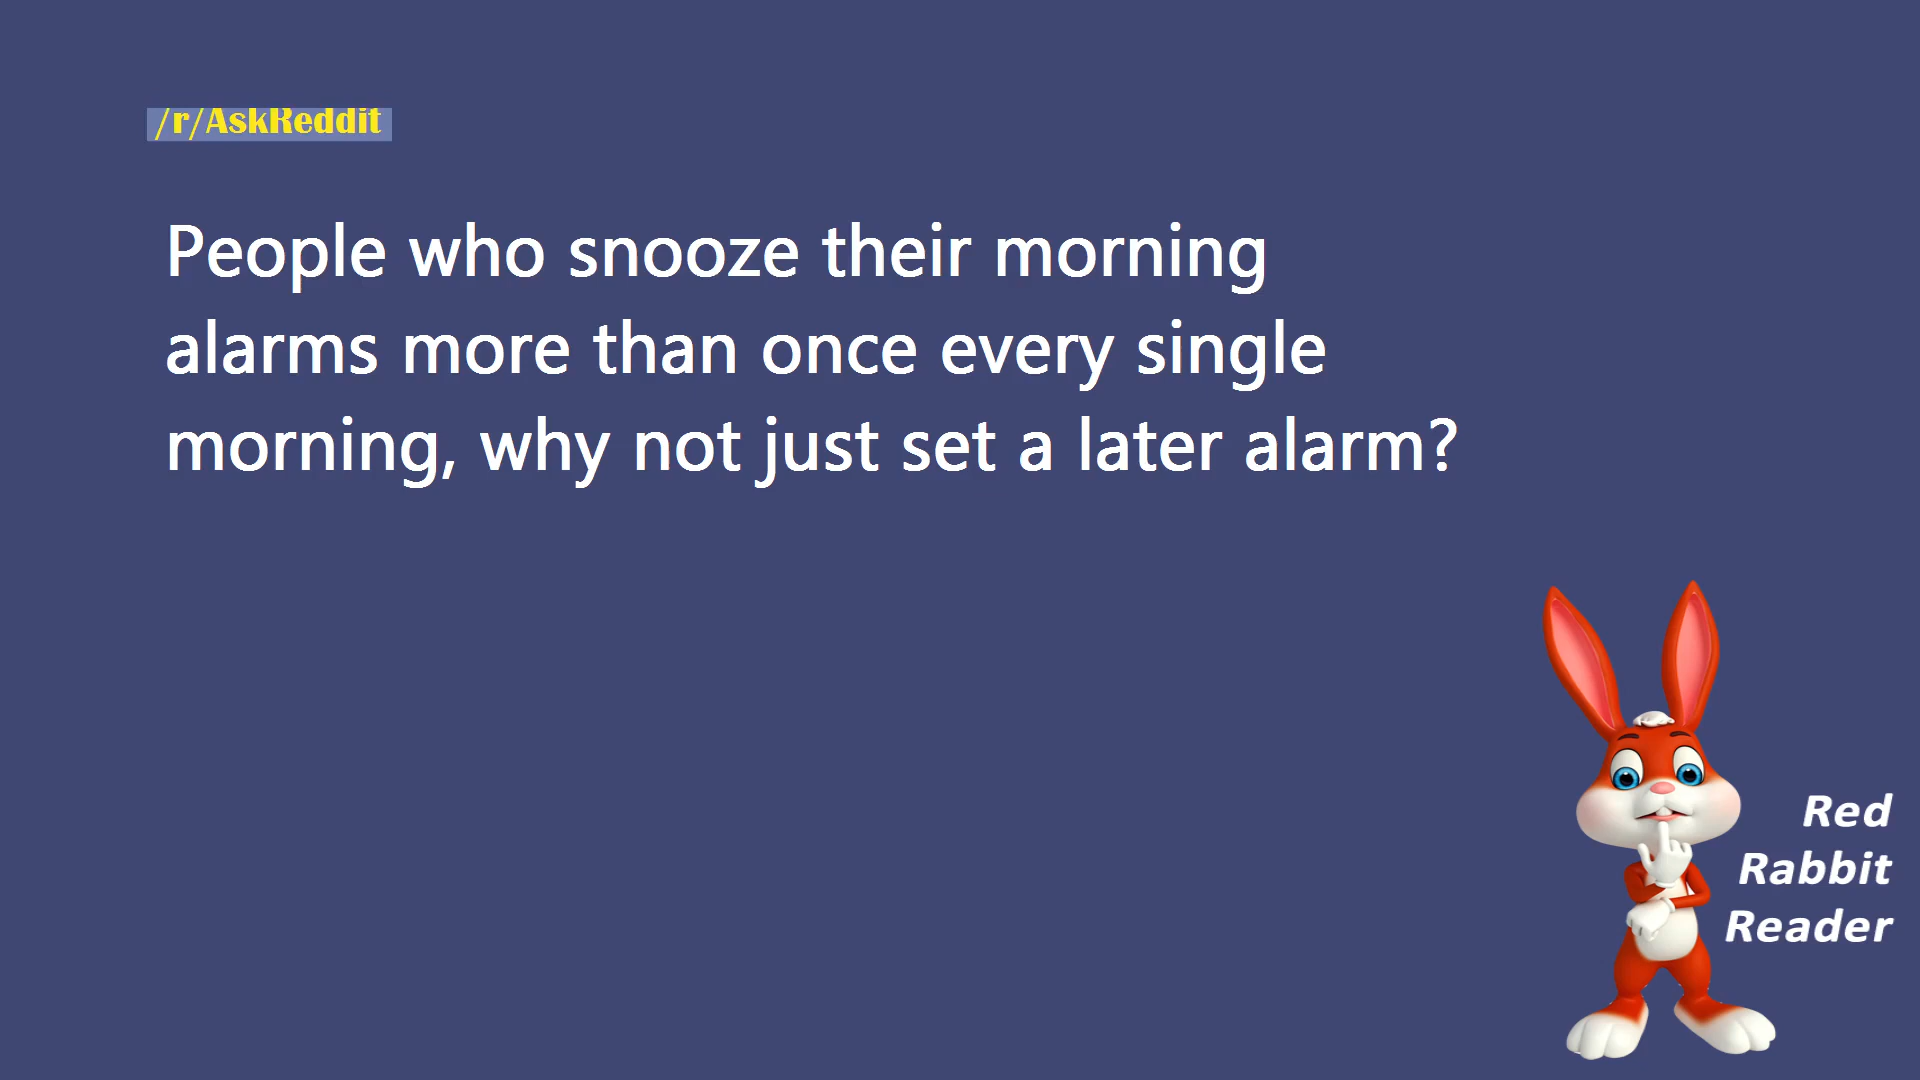 /r/AskReddit
People who snooze their morning
alarms more than once every single
morning, why not just set a later alarm?
Red
Rabbit
Reader